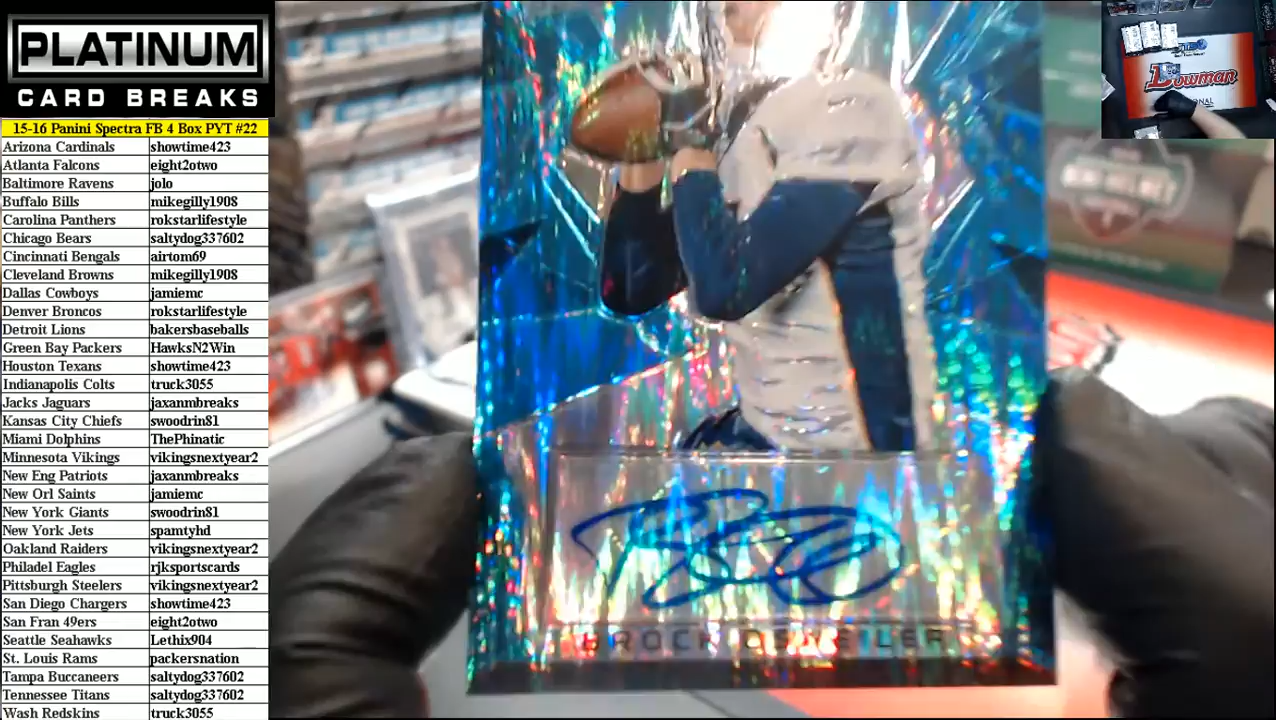 PLATINUM
CARD BREAKS
15-16 Panini Spectra FB 4 Box PYT #22
Arizona Cardinals showtime423
Atlanta Falcons eight2otwo
Baltimore Ravens jolo
Buffalo Bills mikegilly1908
Carolina Panthers rokstarlifestyle
Chicago Bears saltydog337602
Cincinnati Bengals airtom69
Cleveland Browns mikegilly1908
Dallas Cowboys jamiemc
Denver Broncos rokstarlifestyle
Detroit Lions bakersbaseballs
Green Bay Packers HawksN2Win
Houston Texans showtime423
Indianapolis Colts truck3055
Jacks Jaguars jaxanmbreaks
Kansas City Chiefs swoodrin81
Miami Dolphins ThePhinatic
Minnesota Vikings vikingsnextyear2
New Eng Patriots jaxanmbreaks
New Orl Saints jamiemc
New York Giants swoodrin81
New York Jets spamtyhd
Oakland Raiders vikingsnextyear2
Philadel Eagles rjksportscards
Pittsburgh Steelers vikingsnextyear2
San Diego Chargers showtime423
San Fran 49ers eight2otwo
Seattle Seahawks Lethix904
St. Louis Rams packersnation
Tampa Buccaneers saltydog337602
Tennessee Titans saltydog337602
Wash Redskins truck3055
BROCK OSWEILER
Bowman
MINI HELMET